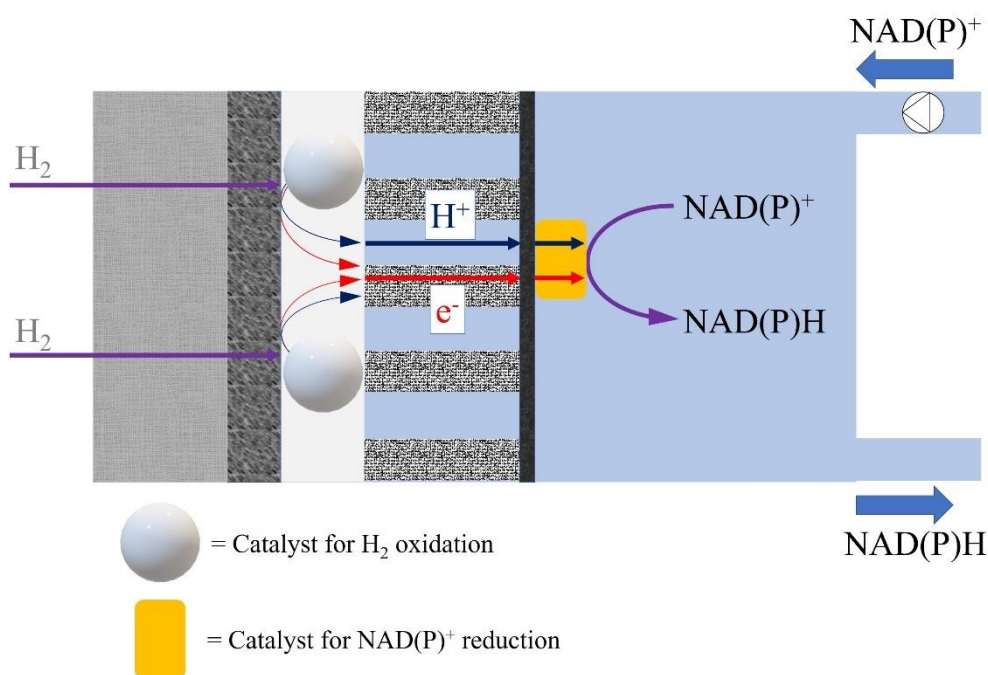 NAD(P)⁺
H₂
H⁺
NAD(P)⁺
e⁻
NAD(P)H
H₂
NAD(P)H
= Catalyst for H₂ oxidation
= Catalyst for NAD(P)⁺ reduction